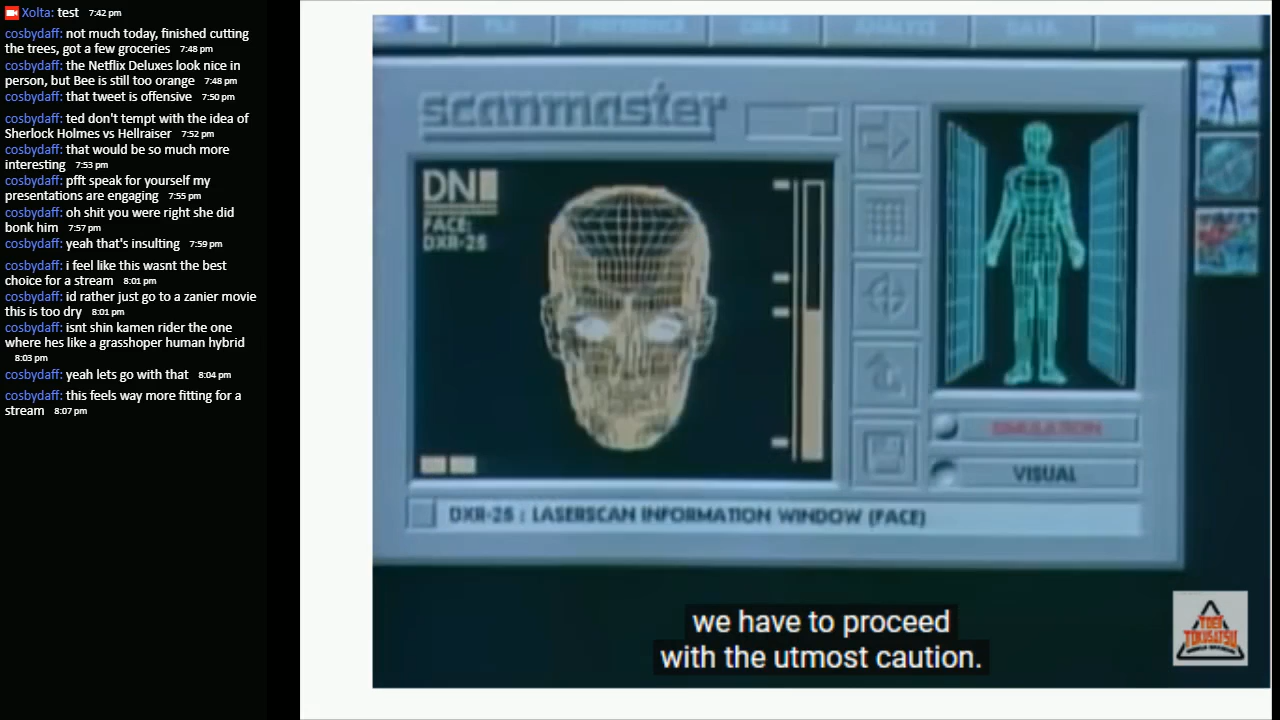 Xolta: test 7:42 pm
cosbydaff: not much today, finished cutting
the trees, got a few groceries 7:48 pm
cosbydaff: the Netflix Deluxes look nice in
person, but Bee is still too orange 7:48 pm
cosbydaff: that tweet is offensive 7:50 pm
cosbydaff: ted don't tempt with the idea of
Sherlock Holmes vs Hellraiser 7:52 pm
cosbydaff: that would be so much more
interesting 7:53 pm
cosbydaff: pfft speak for yourself my
presentations are engaging 7:55 pm
cosbydaff: oh shit you were right she did
bonk him 7:57 pm
cosbydaff: yeah that's insulting 7:59 pm
cosbydaff: i feel like this wasnt the best
choice for a stream 8:01 pm
cosbydaff: id rather just go to a zanier movie
this is too dry 8:01 pm
cosbydaff: isnt shin kamen rider the one
where hes like a grasshoper human hybrid
8:03 pm
cosbydaff: yeah lets go with that 8:04 pm
cosbydaff: this feels way more fitting for a
stream 8:07 pm
FILE
ANALYZE
DATA
scanmaster
DN
FACE:
DXR-25
SIMULATION
VISUAL
DXR-25 : LASERSCAN INFORMATION WINDOW (FACE)
we have to proceed
with the utmost caution.
TOEI
TOKUSATSU